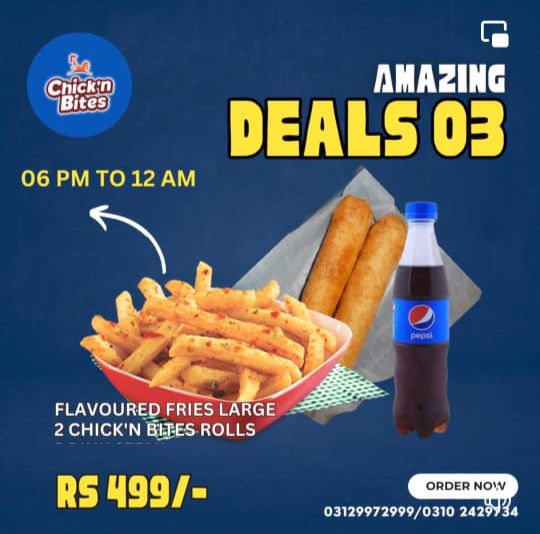 Chick'n
Bites
AMAZING
DEALS 03
06 PM TO 12 AM
pepsi
FLAVOURED FRIES LARGE
2 CHICK'N BITES ROLLS
RS 499/-
ORDER NOW
03129972999/0310 2429734